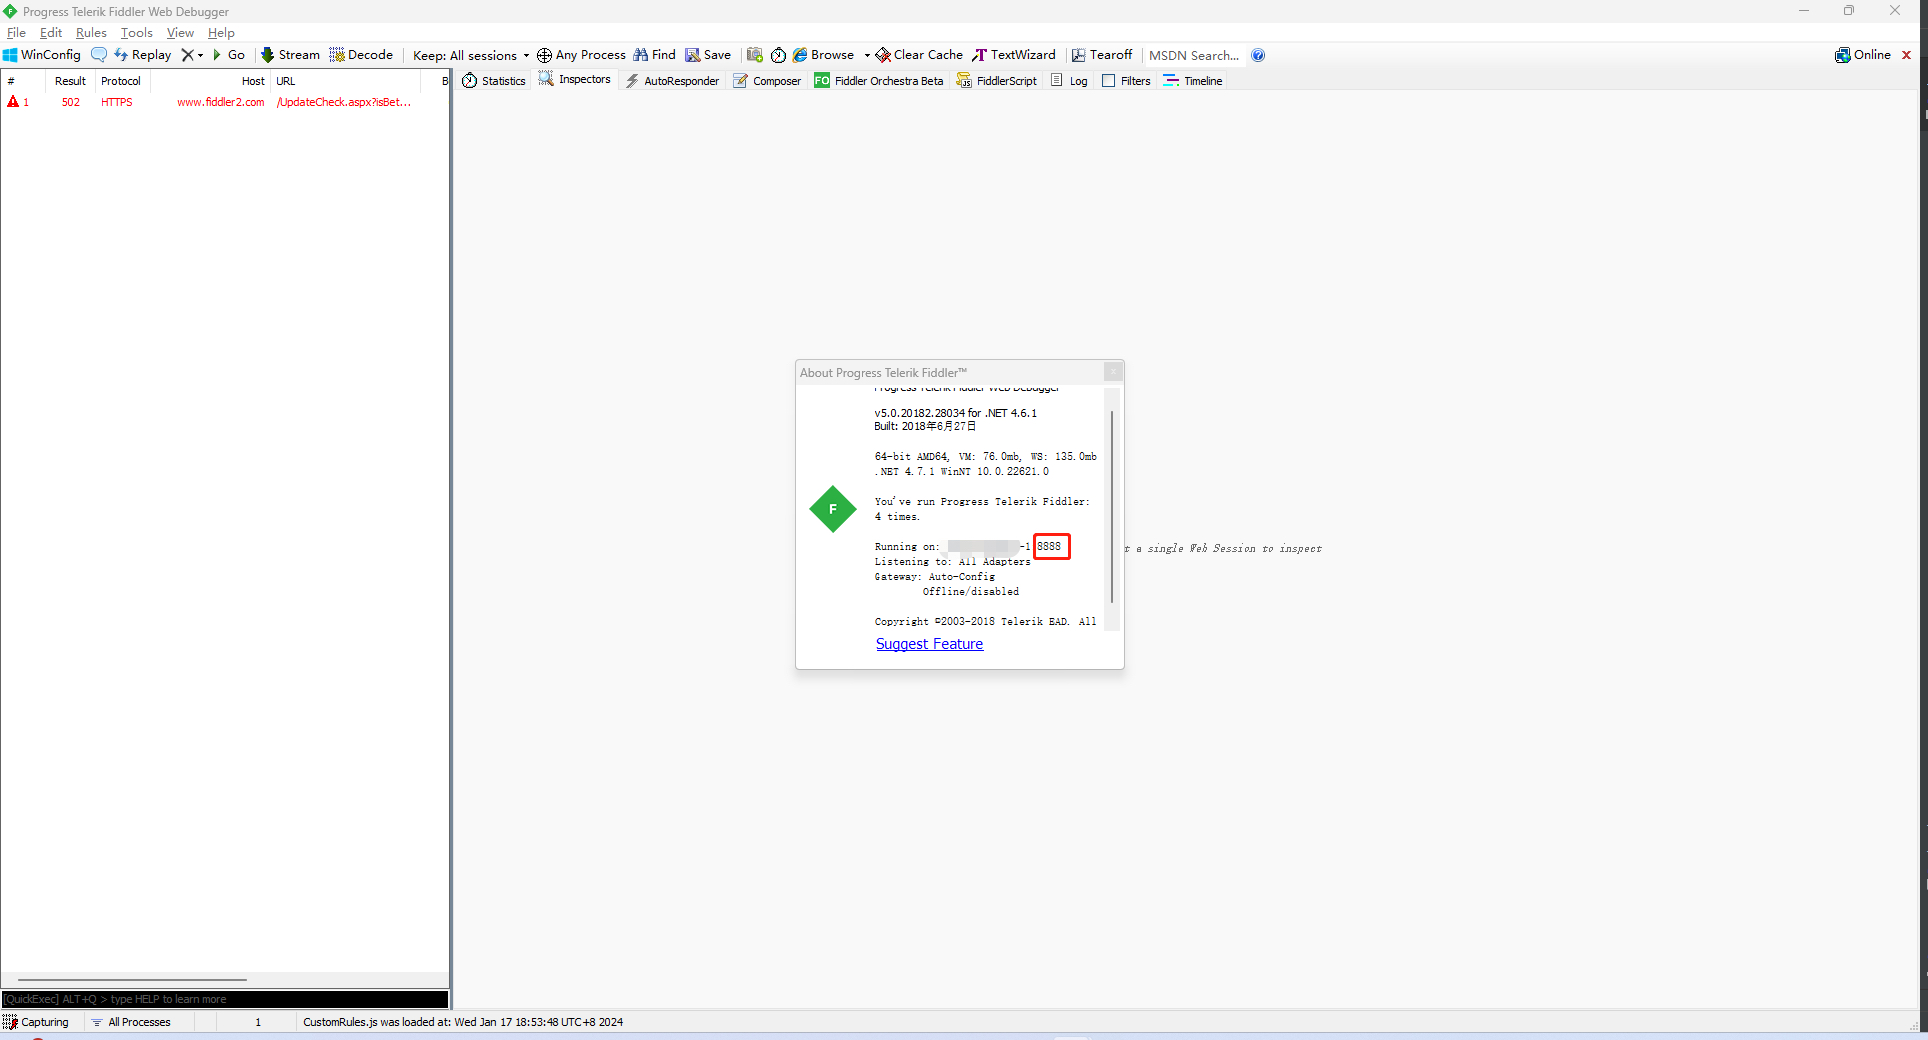 Progress Telerik Fiddler Web Debugger
File Edit Rules Tools View Help
WinConfig Replay Go Stream Decode Keep: All sessions Any Process Find Save Browse Clear Cache TextWizard Tearoff MSDN Search... Online
# Result Protocol Host URL B
Statistics Inspectors AutoResponder Composer FO Fiddler Orchestra Beta FiddlerScript Log Filters Timeline
1 502 HTTPS www.fiddler2.com /UpdateCheck.aspx?isBet...
About Progress Telerik Fiddler™
Progress Telerik Fiddler Web Debugger
v5.0.20182.28034 for .NET 4.6.1
Built: 2018年6月27日
64-bit AMD64, VM: 76.0mb, WS: 135.0mb
.NET 4.7.1 WinNT 10.0.22621.0
You've run Progress Telerik Fiddler:
4 times.
F
Running on: -1 8888
t a single Web Session to inspect
Listening to: All Adapters
Gateway: Auto-Config
Offline/disabled
Copyright ©2003-2018 Telerik EAD. All
Suggest Feature
[QuickExec] ALT+Q > type HELP to learn more
Capturing All Processes 1 CustomRules.js was loaded at: Wed Jan 17 18:53:48 UTC+8 2024